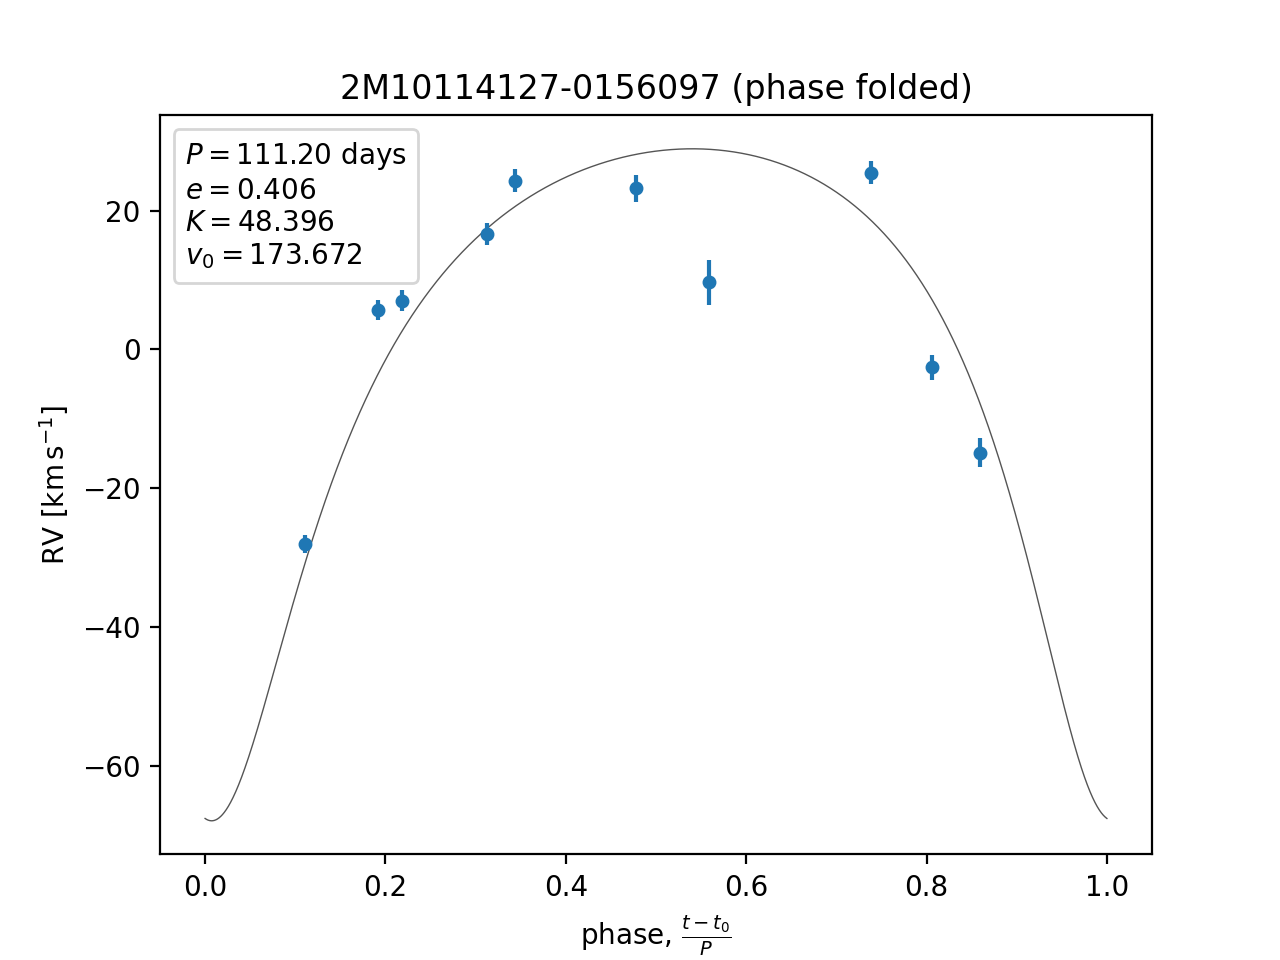 2M10114127-0156097 (phase folded)
P = 111.20 days
e = 0.406
K = 48.396
v₀ = 173.672
20
0
−20
−40
−60
RV [km s⁻¹]
0.0 0.2 0.4 0.6 0.8 1.0
phase, (t − t₀)/P